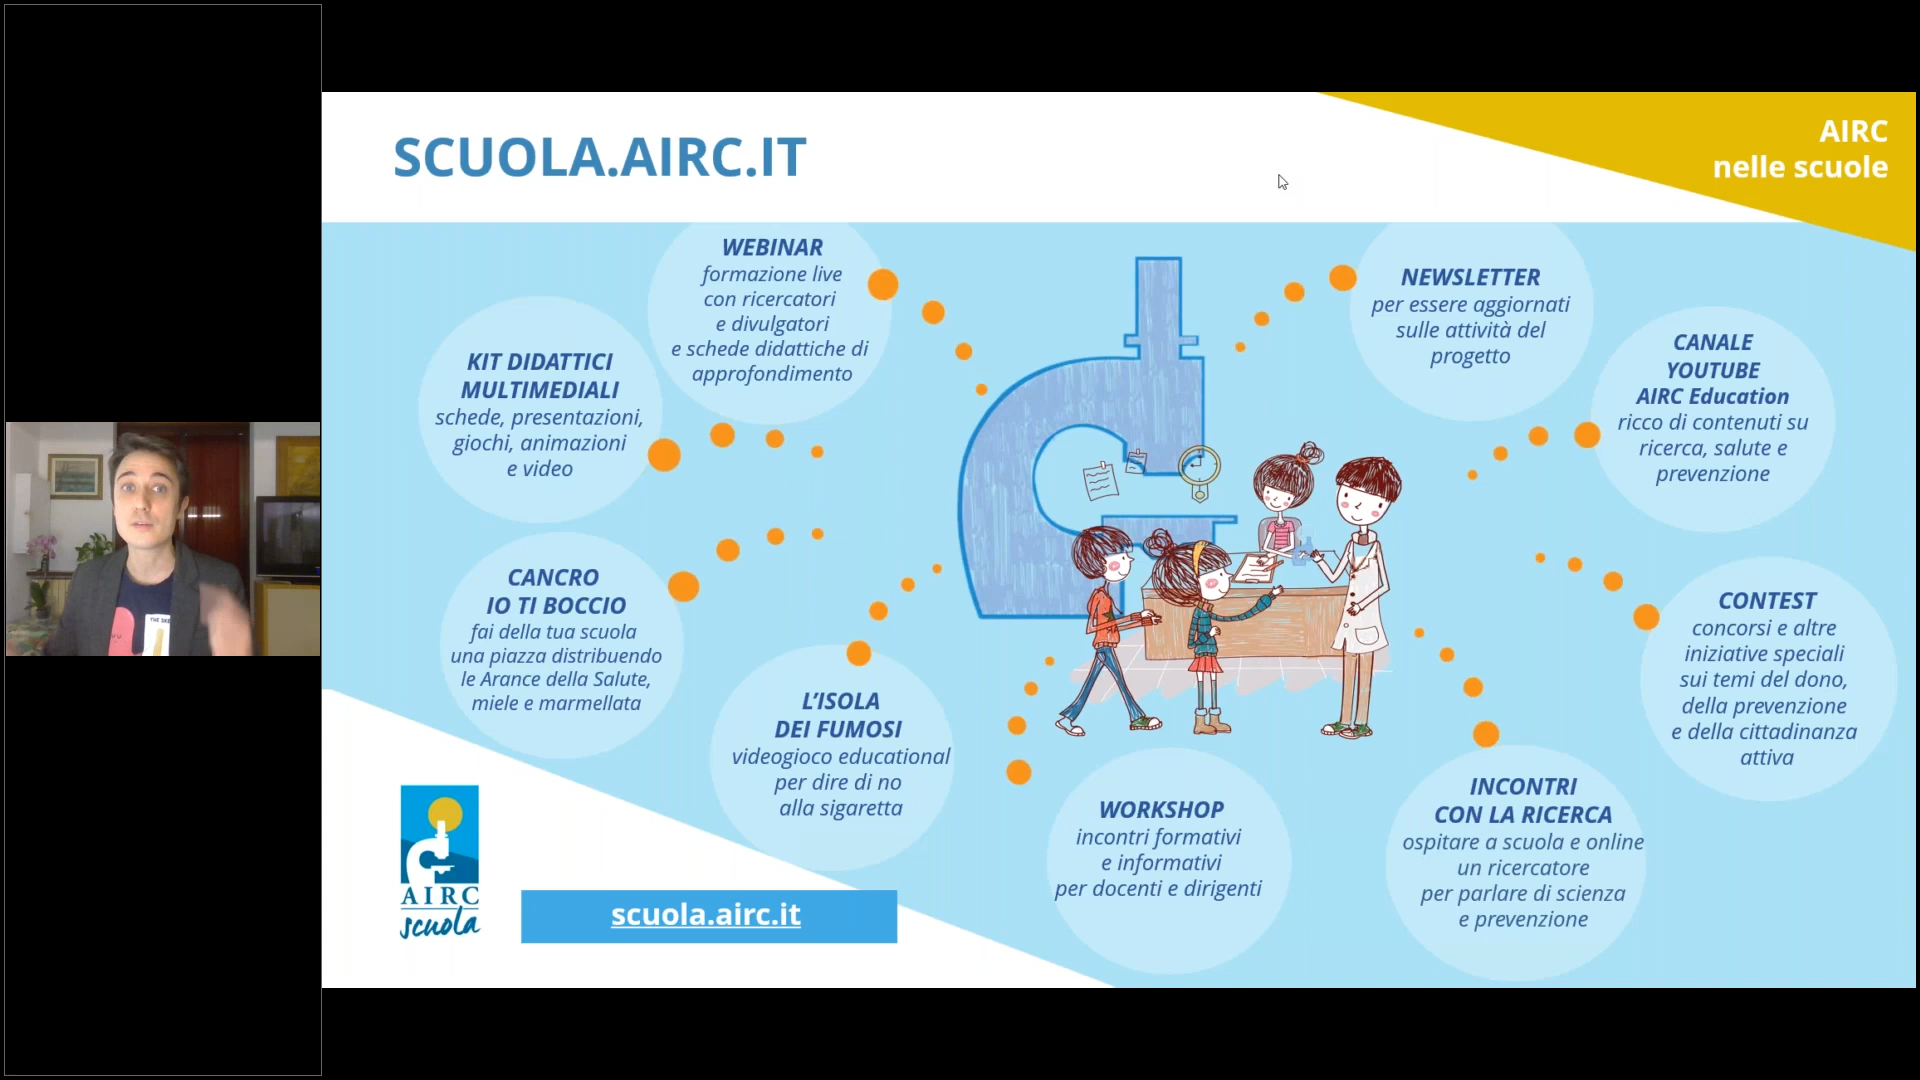 SCUOLA.AIRC.IT
AIRC
nelle scuole
WEBINAR
formazione live
con ricercatori
e divulgatori
e schede didattiche di
approfondimento
NEWSLETTER
per essere aggiornati
sulle attività del
progetto
KIT DIDATTICI
MULTIMEDIALI
schede, presentazioni,
giochi, animazioni
e video
CANALE
YOUTUBE
AIRC Education
ricco di contenuti su
ricerca, salute e
prevenzione
CANCRO
IO TI BOCCIO
fai della tua scuola
una piazza distribuendo
le Arance della Salute,
miele e marmellata
CONTEST
concorsi e altre
iniziative speciali
sui temi del dono,
della prevenzione
e della cittadinanza
attiva
L'ISOLA
DEI FUMOSI
videogioco educational
per dire di no
alla sigaretta
WORKSHOP
incontri formativi
e informativi
per docenti e dirigenti
INCONTRI
CON LA RICERCA
ospitare a scuola e online
un ricercatore
per parlare di scienza
e prevenzione
AIRC
scuola
scuola.airc.it